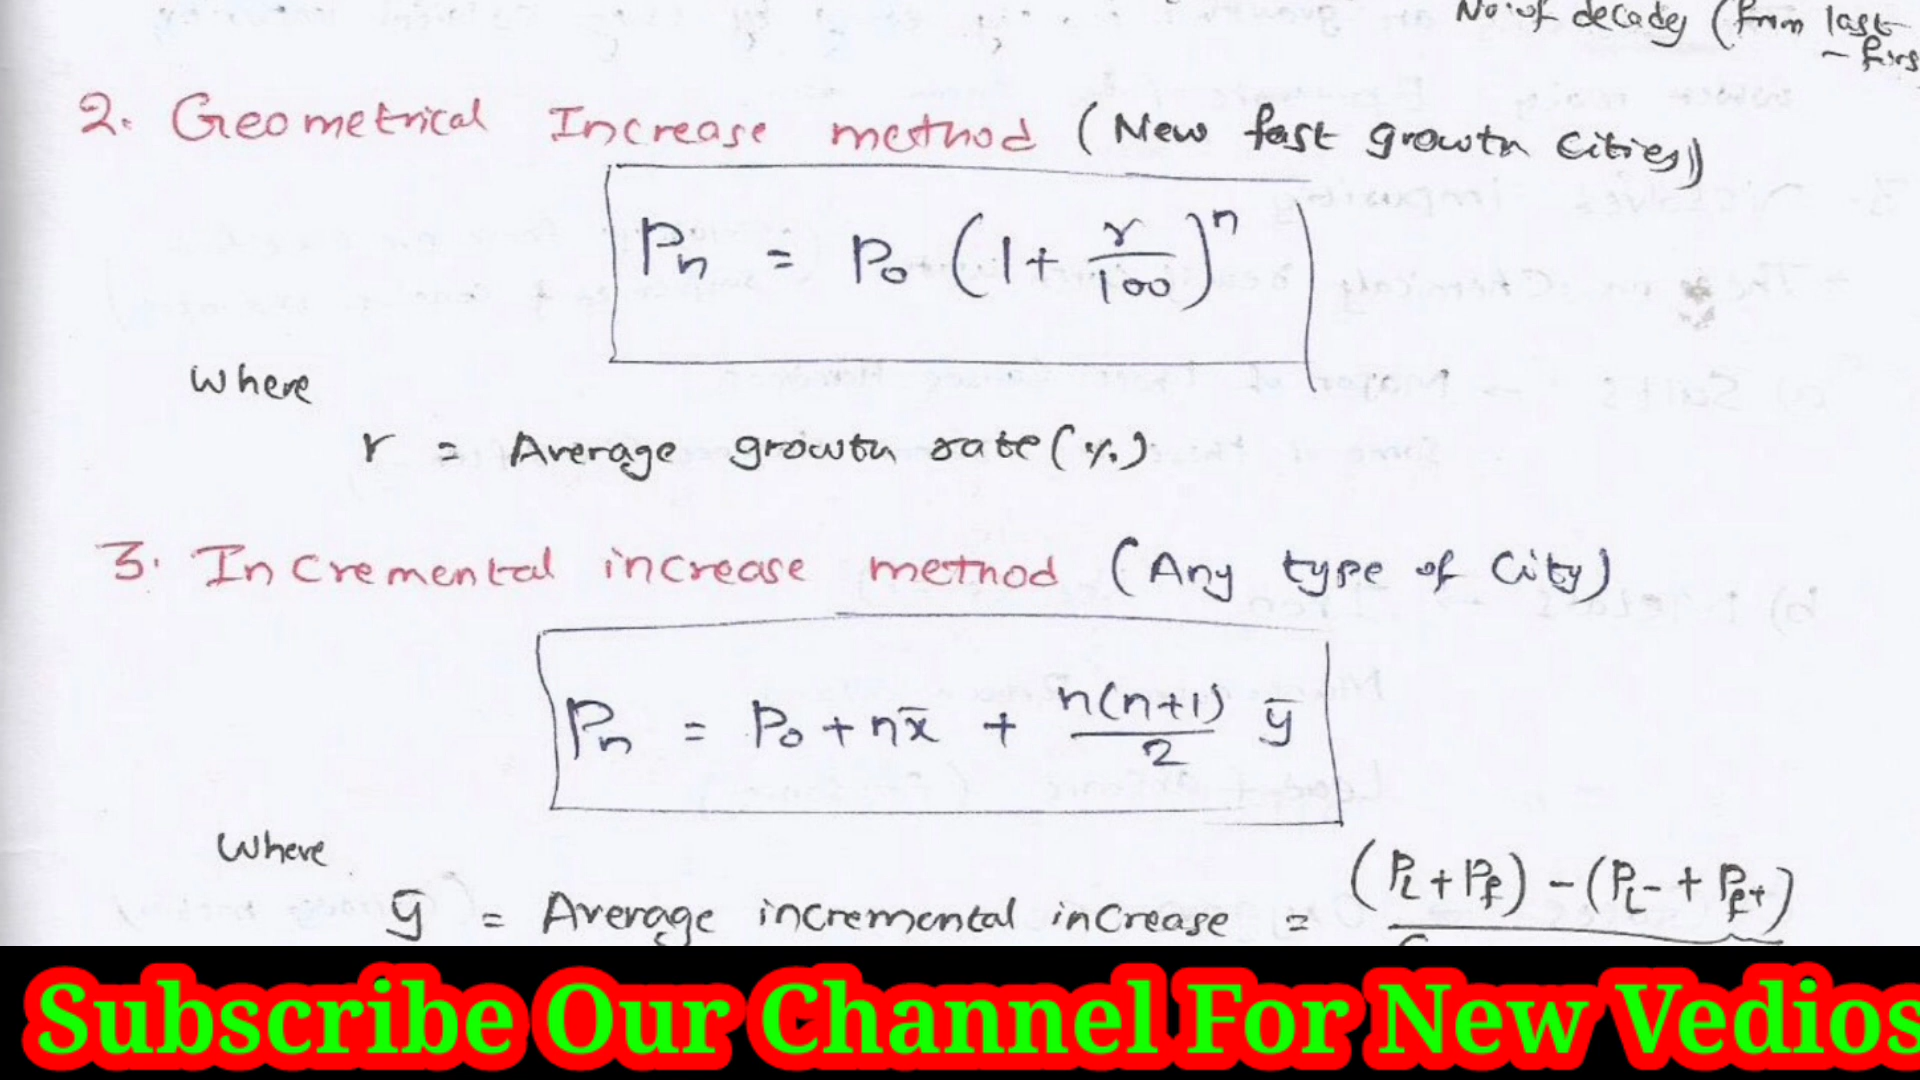 No. of decades (from last
- firs
2. Geometrical Increase method (New fast growth cities)
Pn = Po (1 + r/100)^n
Where
r = Average growth rate (%)
3. Incremental increase method (Any type of City)
Pn = Po + nx̄ + n(n+1)/2 ȳ
Where
ȳ = Average incremental increase = (PL + Pf) - (PL- + Pf+)
Subscribe Our Channel For New Vedios